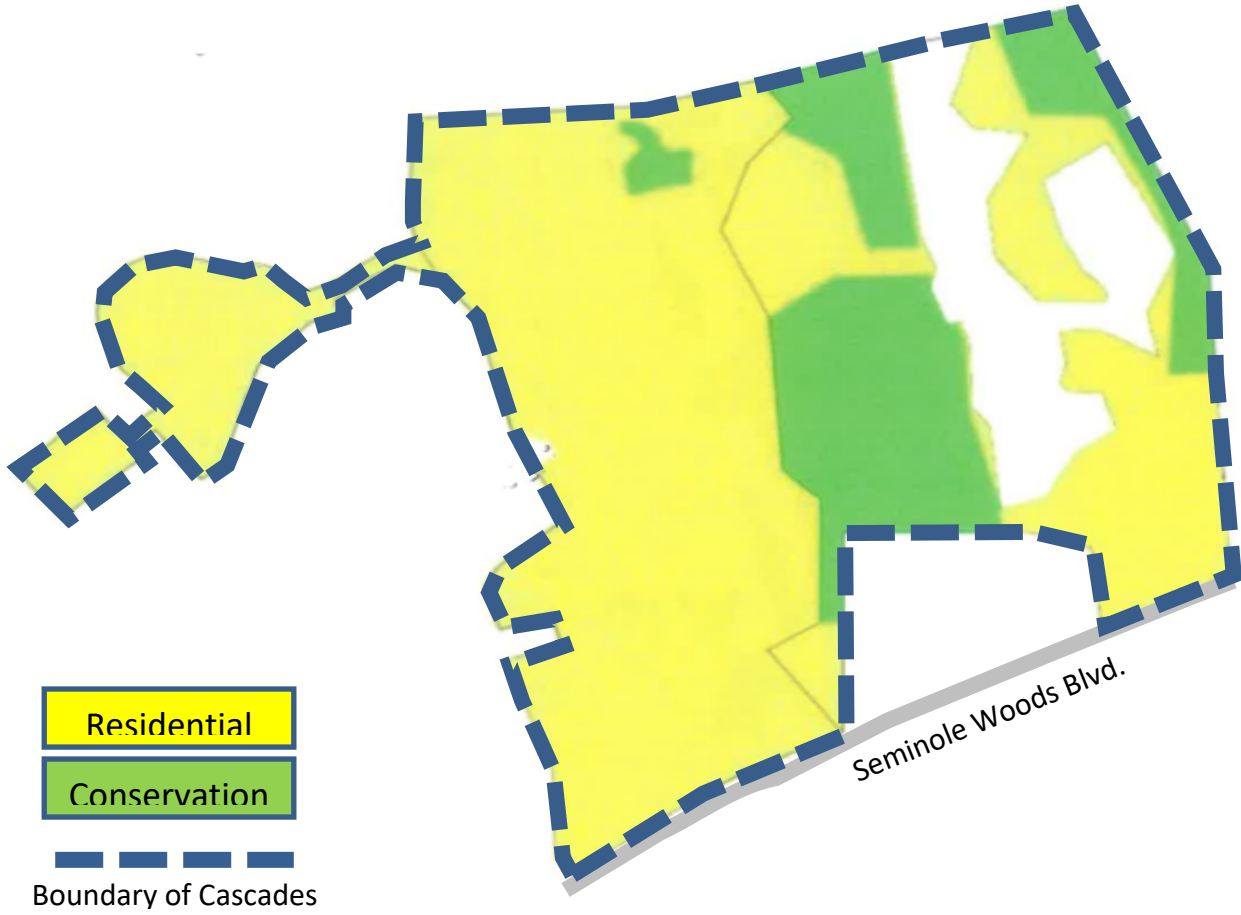 Seminole Woods Blvd.
Residential
Conservation
Boundary of Cascades